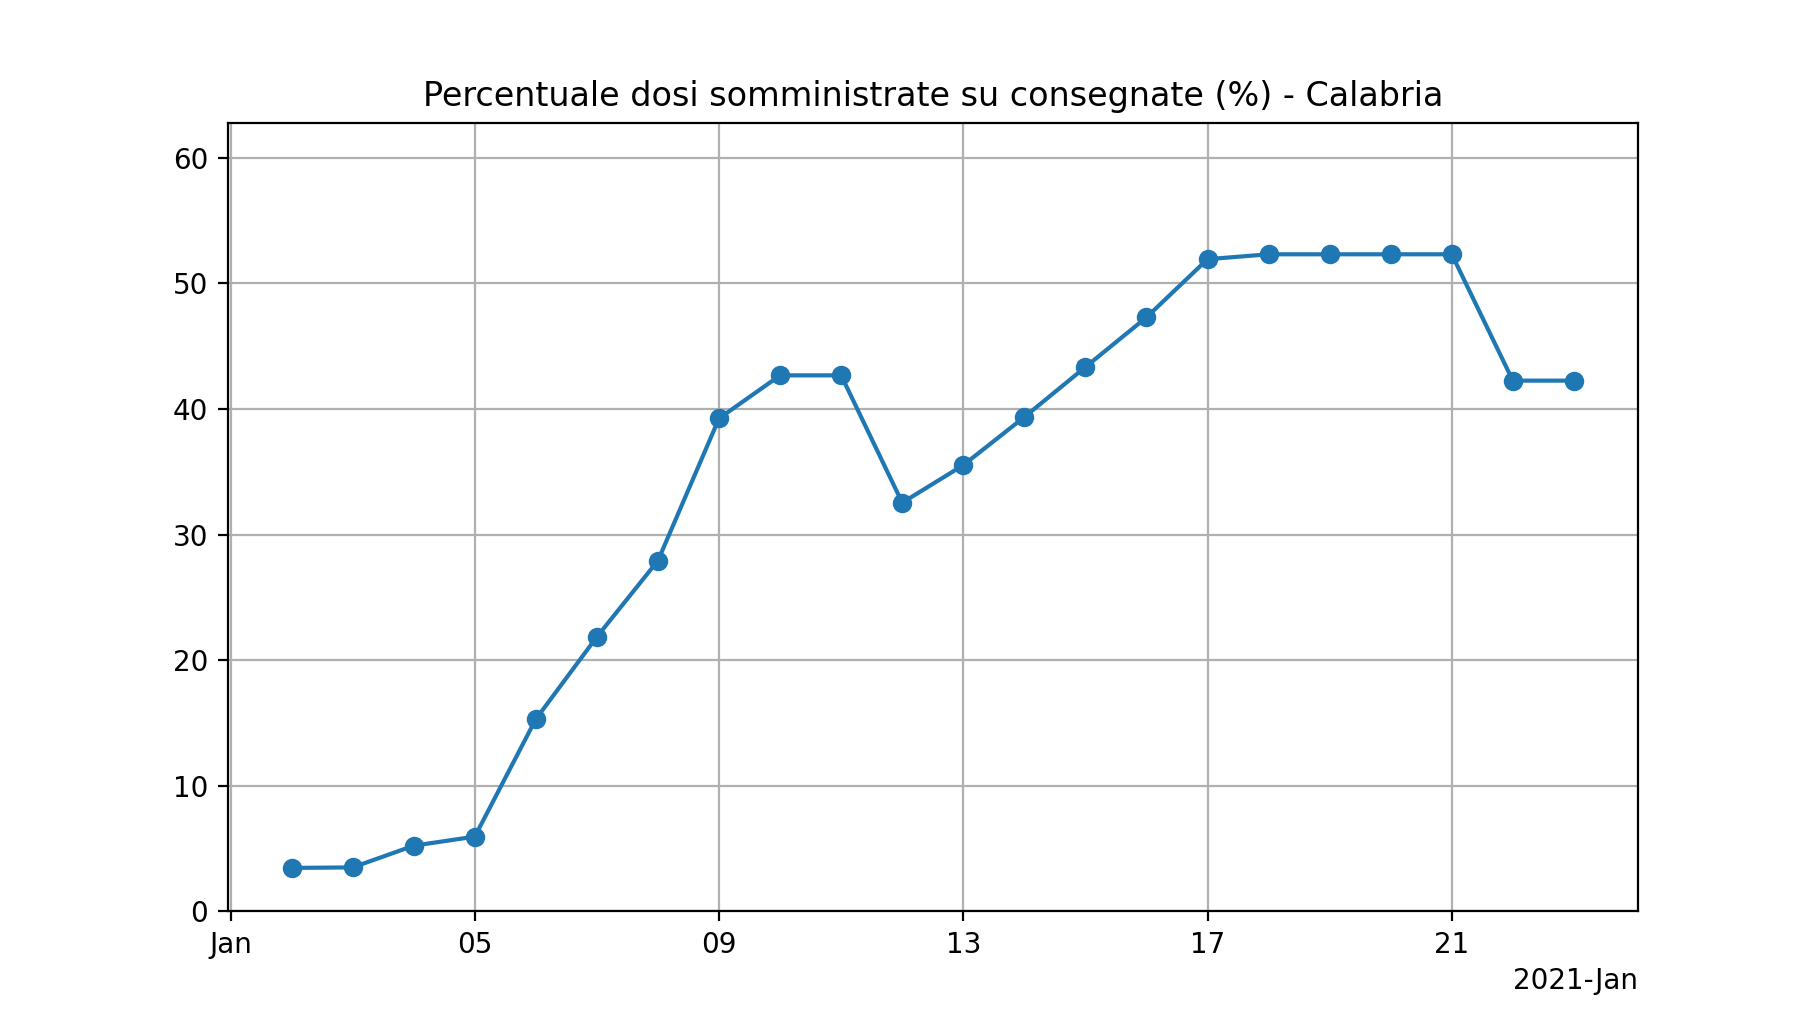 Percentuale dosi somministrate su consegnate (%) - Calabria
60
50
40
30
20
10
0
Jan 05 09 13 17 21
2021-Jan